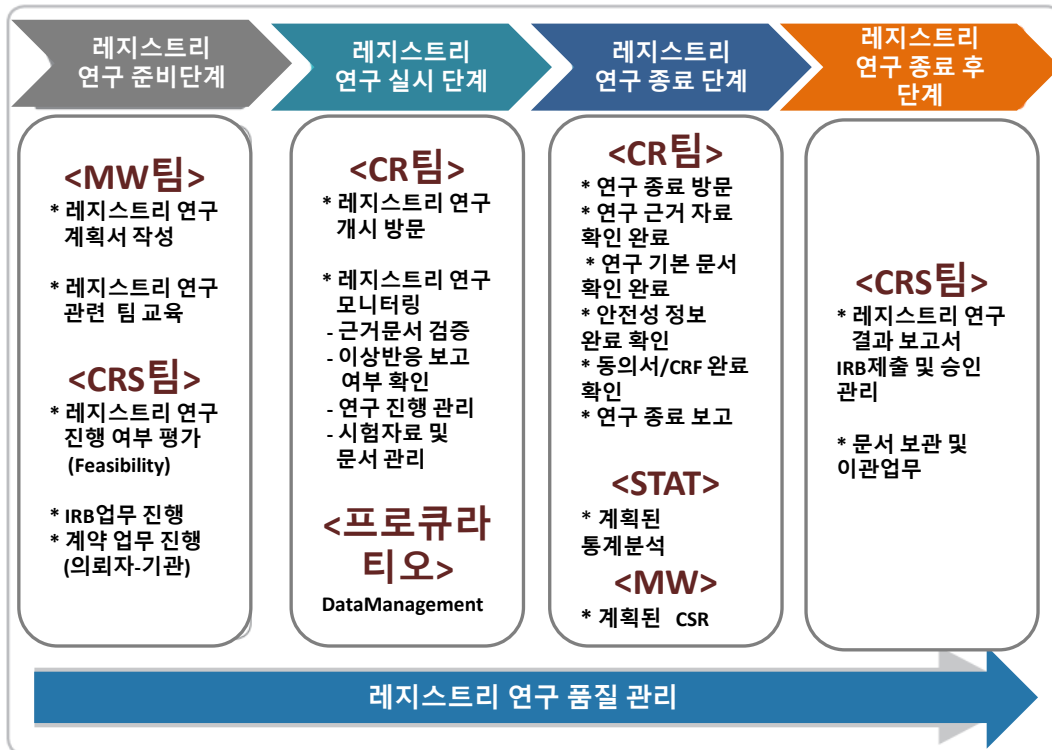 레지스트리
연구 준비단계
레지스트리
연구 실시 단계
레지스트리
연구 종료 단계
레지스트리
연구 종료 후
단계
<MW팀>
* 레지스트리 연구
계획서 작성
* 레지스트리 연구
관련 팀 교육
<CRS팀>
* 레지스트리 연구
진행 여부 평가
(Feasibility)
* IRB업무 진행
* 계약 업무 진행
(의뢰자-기관)
<CR팀>
* 레지스트리 연구
개시 방문
* 레지스트리 연구
모니터링
- 근거문서 검증
- 이상반응 보고
여부 확인
- 연구 진행 관리
- 시험자료 및
문서 관리
<프로큐라
티오>
DataManagement
<CR팀>
* 연구 종료 방문
* 연구 근거 자료
확인 완료
* 연구 기본 문서
확인 완료
* 안전성 정보
완료 확인
* 동의서/CRF 완료
확인
* 연구 종료 보고
<STAT>
* 계획된
통계분석
<MW>
* 계획된 CSR
<CRS팀>
* 레지스트리 연구
결과 보고서
IRB제출 및 승인
관리
* 문서 보관 및
이관업무
레지스트리 연구 품질 관리